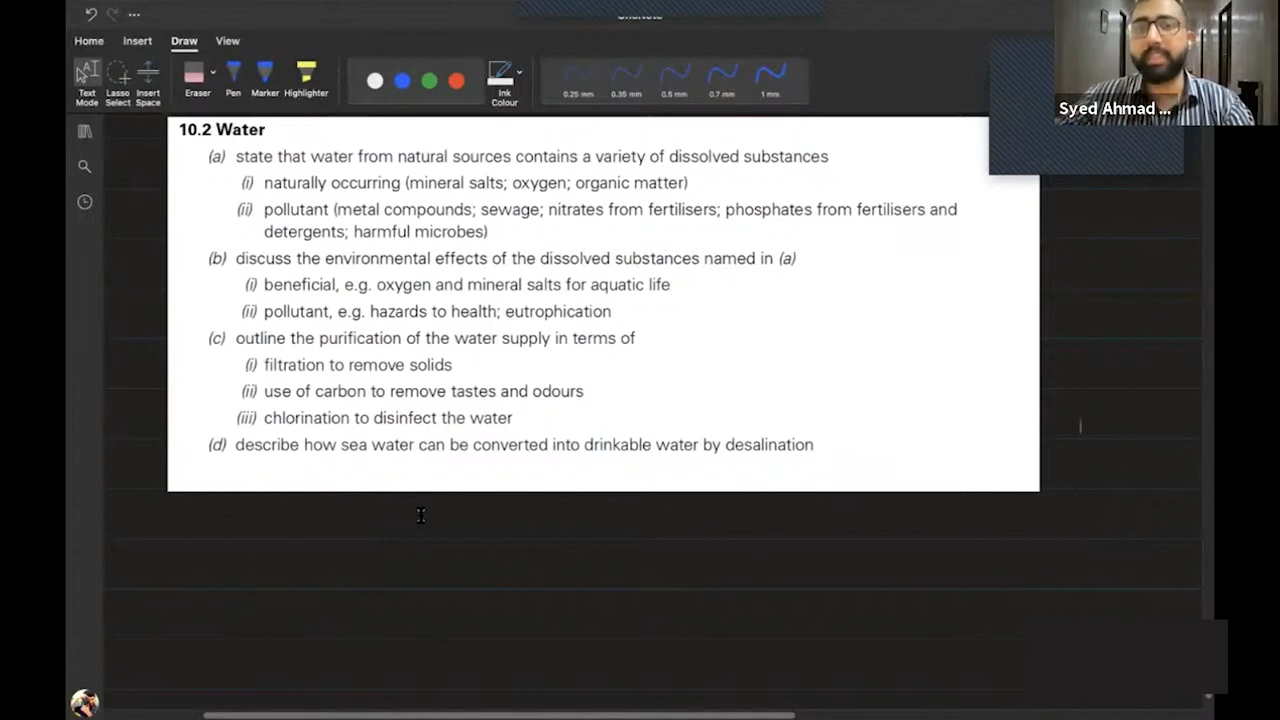 OneNote
Home Insert Draw View
Text Mode
Lasso Select
Insert Space
Eraser
Pen
Marker
Highlighter
Ink Colour
0.25 mm
0.35 mm
0.5 mm
0.7 mm
1 mm
Syed Ahmad ...
10.2 Water
(a) state that water from natural sources contains a variety of dissolved substances
(i) naturally occurring (mineral salts; oxygen; organic matter)
(ii) pollutant (metal compounds; sewage; nitrates from fertilisers; phosphates from fertilisers and
detergents; harmful microbes)
(b) discuss the environmental effects of the dissolved substances named in (a)
(i) beneficial, e.g. oxygen and mineral salts for aquatic life
(ii) pollutant, e.g. hazards to health; eutrophication
(c) outline the purification of the water supply in terms of
(i) filtration to remove solids
(ii) use of carbon to remove tastes and odours
(iii) chlorination to disinfect the water
(d) describe how sea water can be converted into drinkable water by desalination